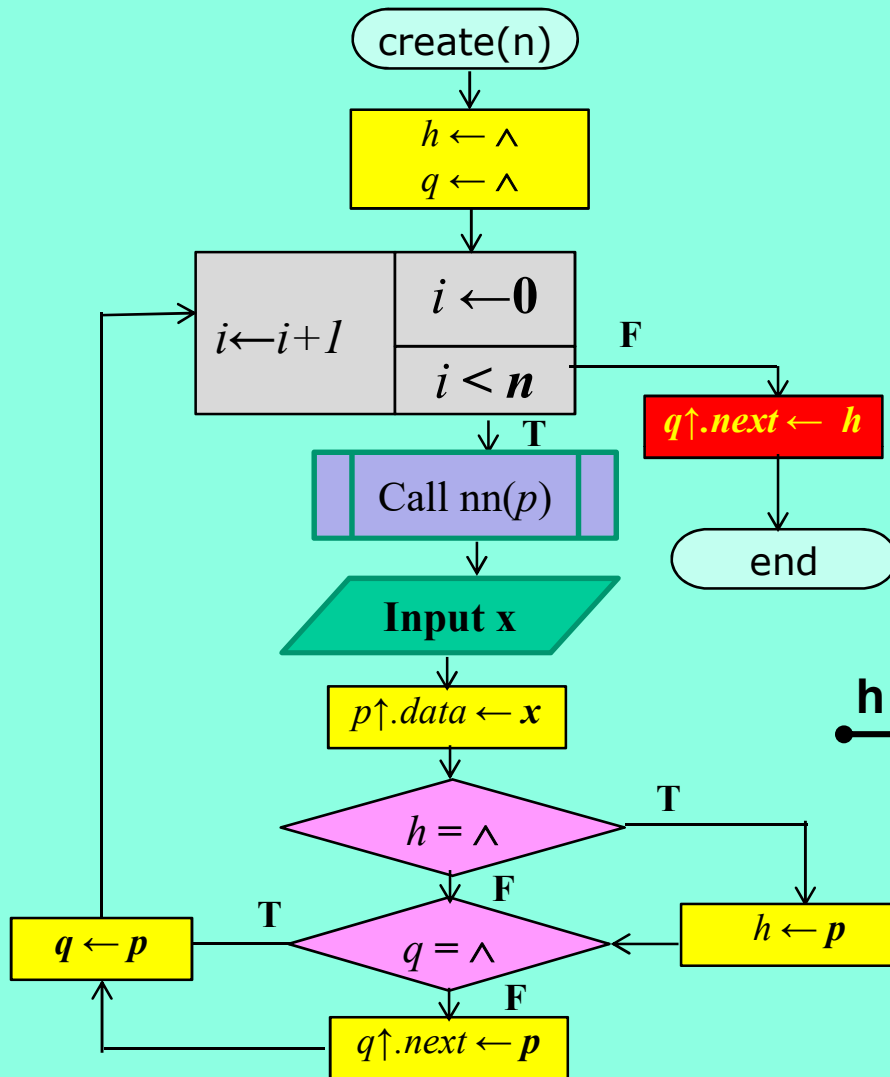 create(n)
h ← ∧
q ← ∧
i ←0
i←i+1
i < n
F
T
q↑.next ← h
Call nn(p)
end
Input x
p↑.data ← x
h
h = ∧
T
F
h ← p
q = ∧
T
q ← p
F
q↑.next ← p